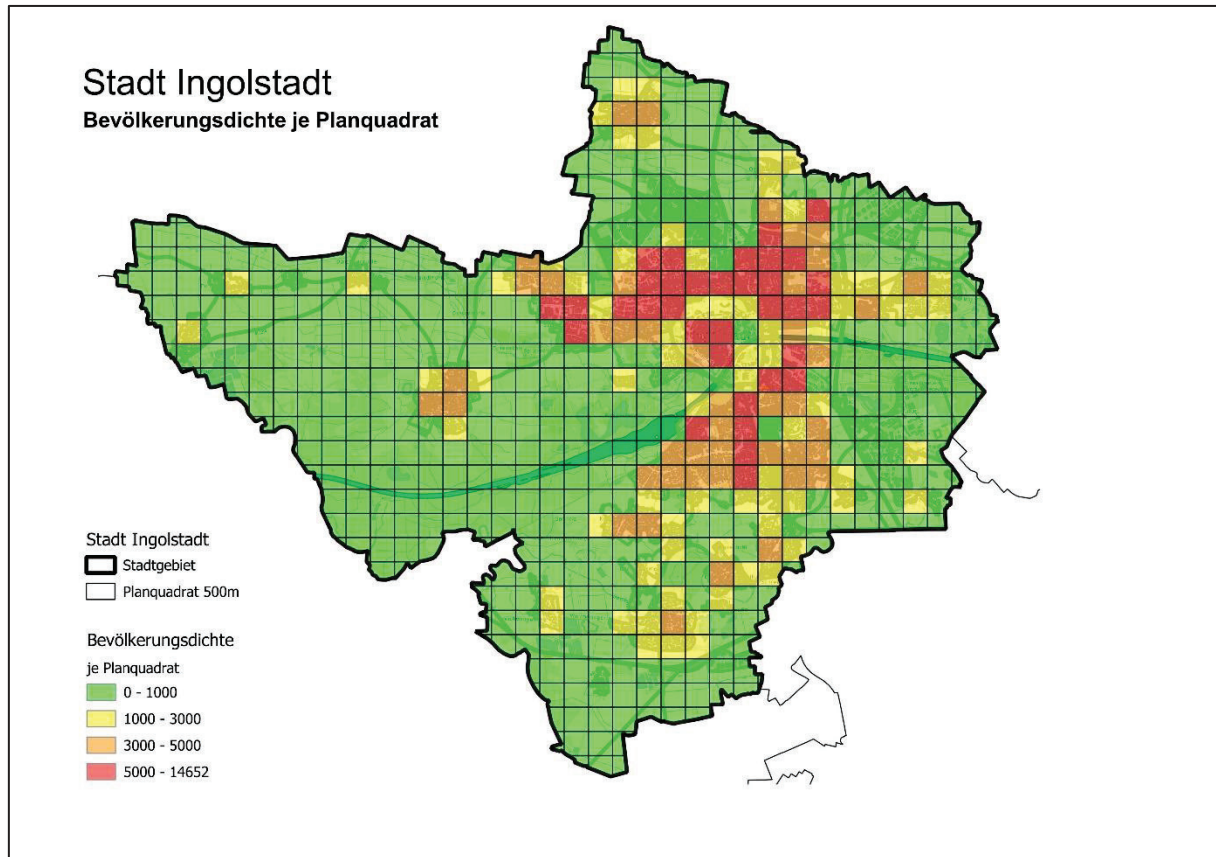 Stadt Ingolstadt
Bevölkerungsdichte je Planquadrat
Stadt Ingolstadt
Stadtgebiet
Planquadrat 500m
Bevölkerungsdichte
je Planquadrat
0 - 1000
1000 - 3000
3000 - 5000
5000 - 14652